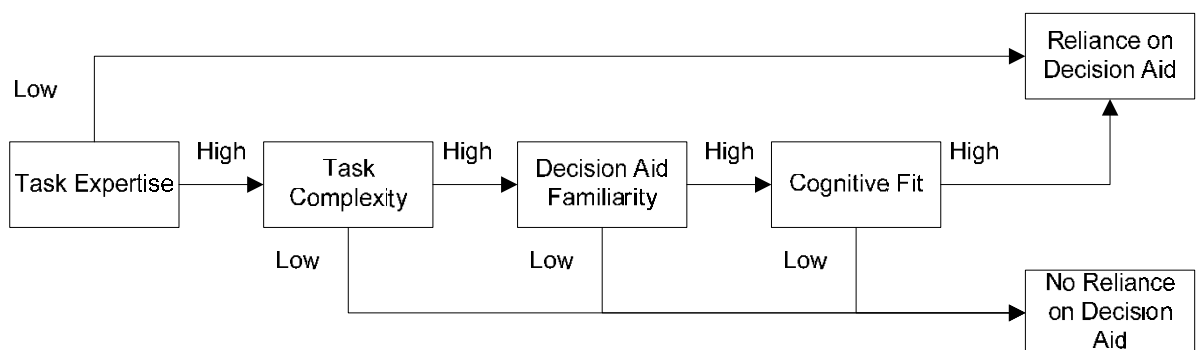 Reliance on
Decision Aid
Low
High
High
High
High
Task Expertise
Task
Complexity
Decision Aid
Familiarity
Cognitive Fit
Low
Low
Low
No Reliance
on Decision
Aid